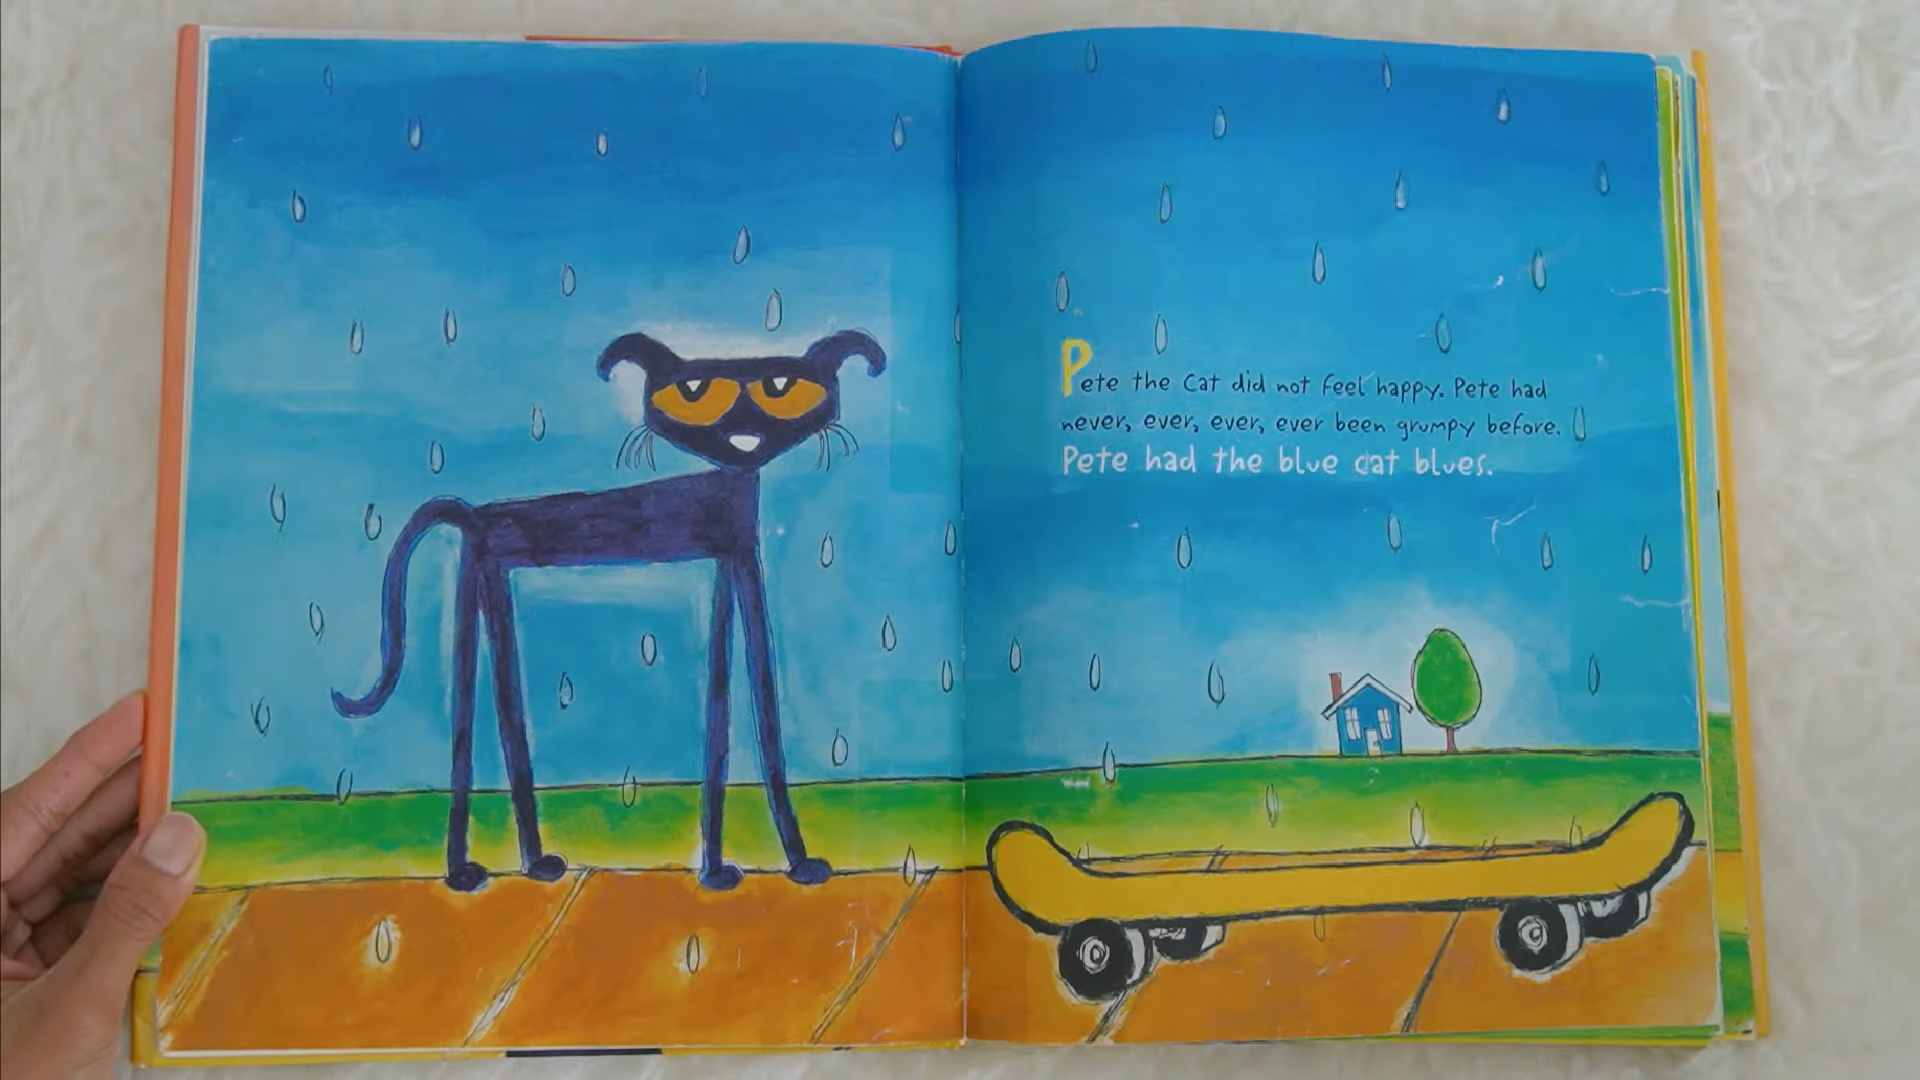 Pete the Cat did not feel happy. Pete had
never, ever, ever, ever been grumpy before.
Pete had the blue cat blues.